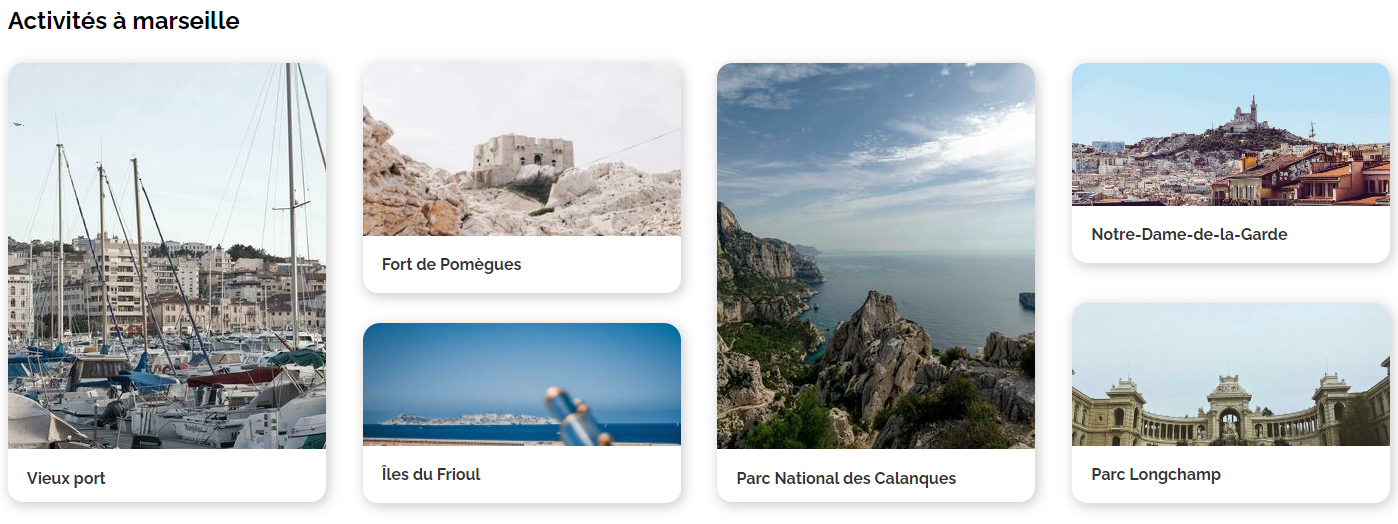 Activités à marseille
Vieux port
Fort de Pomègues
Îles du Frioul
Parc National des Calanques
Notre-Dame-de-la-Garde
Parc Longchamp